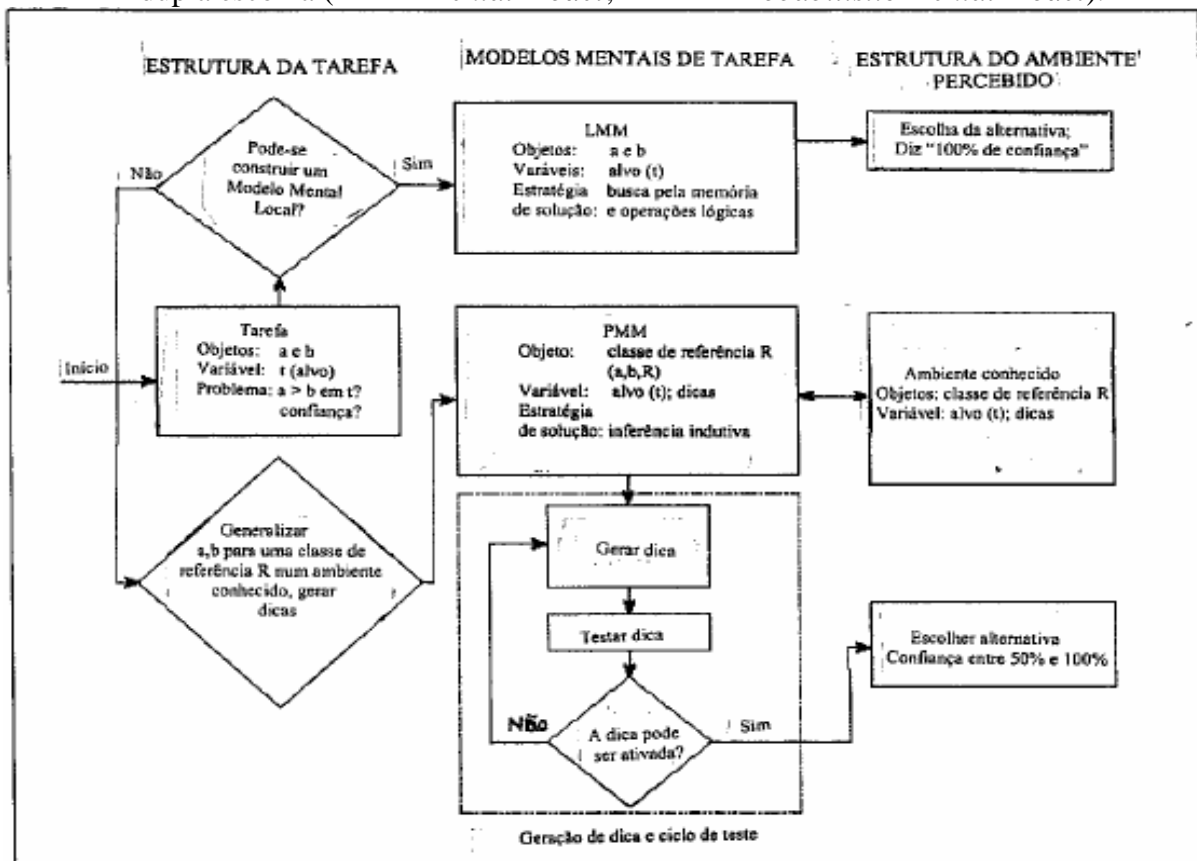 ESTRUTURA DA TAREFA
MODELOS MENTAIS DE TAREFA
ESTRUTURA DO AMBIENTE
PERCEBIDO
Pode-se
construir um
Modelo Mental
Local?
Não
Sim
LMM
Objetos: a e b
Varáveis: alvo (t)
Estratégia busca pela memória
de solução: e operações lógicas
Escolha da alternativa;
Diz "100% de confiança"
Início
Tarefa
Objetos: a e b
Variável: t (alvo)
Problema: a > b em t?
confiança?
PMM
Objeto: classe de referência R
(a,b,R)
Variável: alvo (t); dicas
Estratégia
de solução: inferência indutiva
Ambiente conhecido
Objetos: classe de referência R
Variável: alvo (t); dicas
Generalizar
a,b para uma classe de
referência R num ambiente
conhecido, gerar
dicas
Gerar dica
Testar dica
A dica pode
ser ativada?
Não
Sim
Escolher alternativa
Confiança entre 50% e 100%
Geração de dica e ciclo de teste